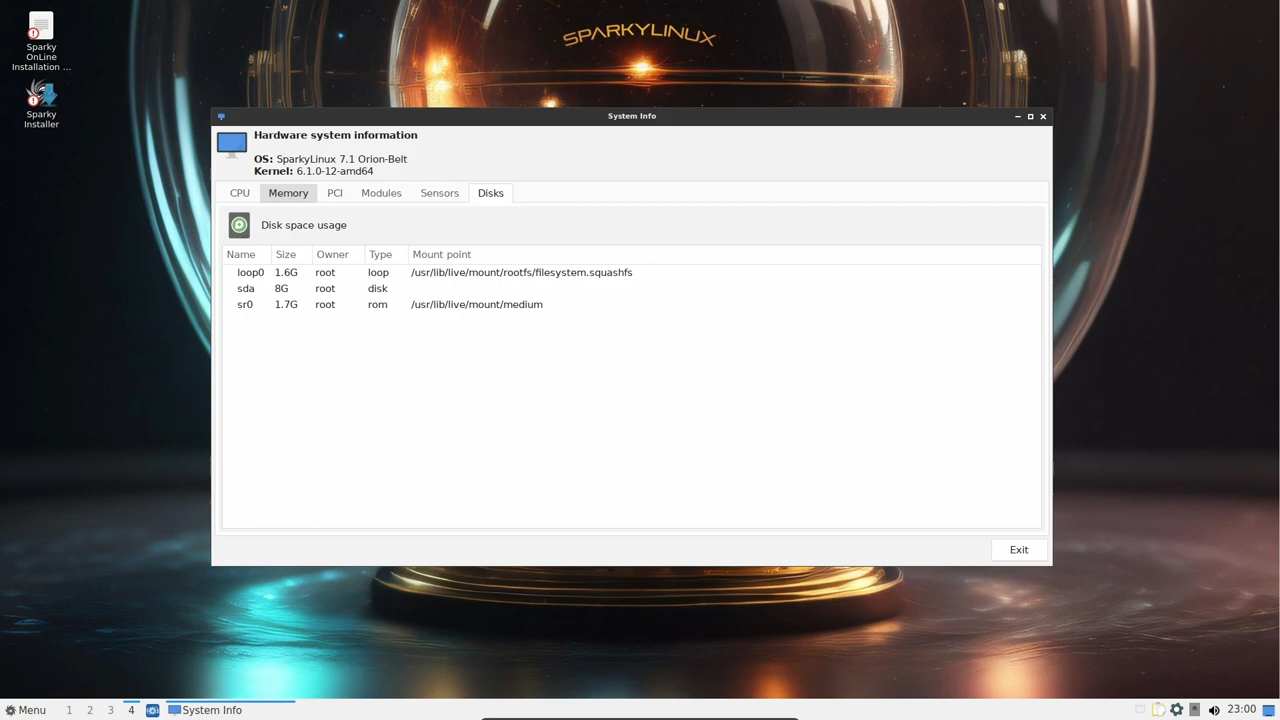 SPARKYLINUX
Sparky
OnLine
Installation ...
Sparky
Installer
System Info
Hardware system information
OS: SparkyLinux 7.1 Orion-Belt
Kernel: 6.1.0-12-amd64
CPU Memory PCI Modules Sensors Disks
Disk space usage
Name Size Owner Type Mount point
loop0 1.6G root loop /usr/lib/live/mount/rootfs/filesystem.squashfs
sda 8G root disk
sr0 1.7G root rom /usr/lib/live/mount/medium
Exit
Menu 1 2 3 4 System Info 23:00